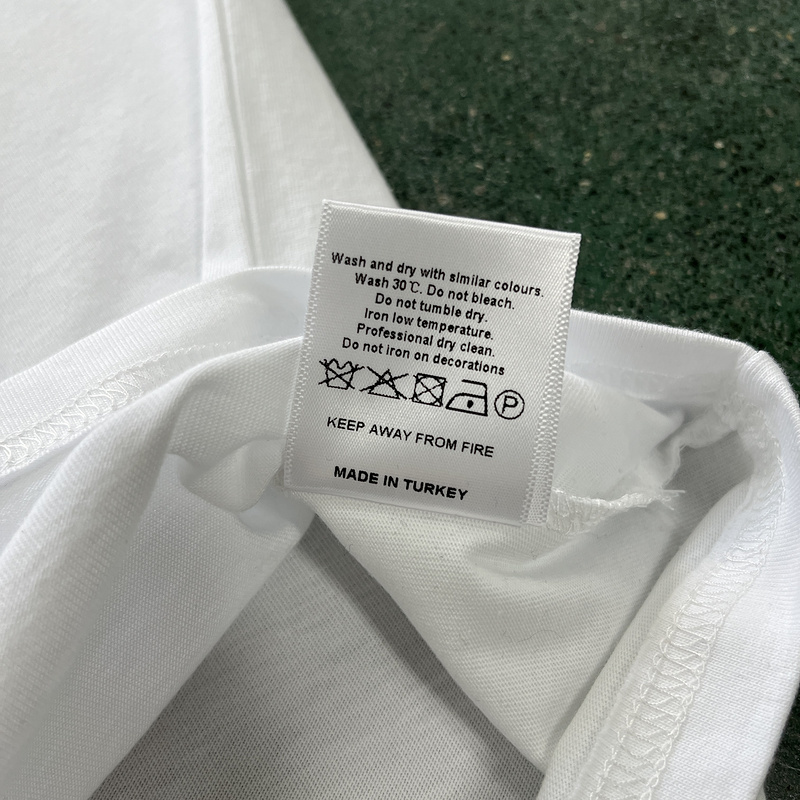 Wash and dry with similar colours.
Wash 30℃. Do not bleach.
Do not tumble dry.
Iron low temperature.
Professional dry clean.
Do not iron on decorations
P
KEEP AWAY FROM FIRE
MADE IN TURKEY